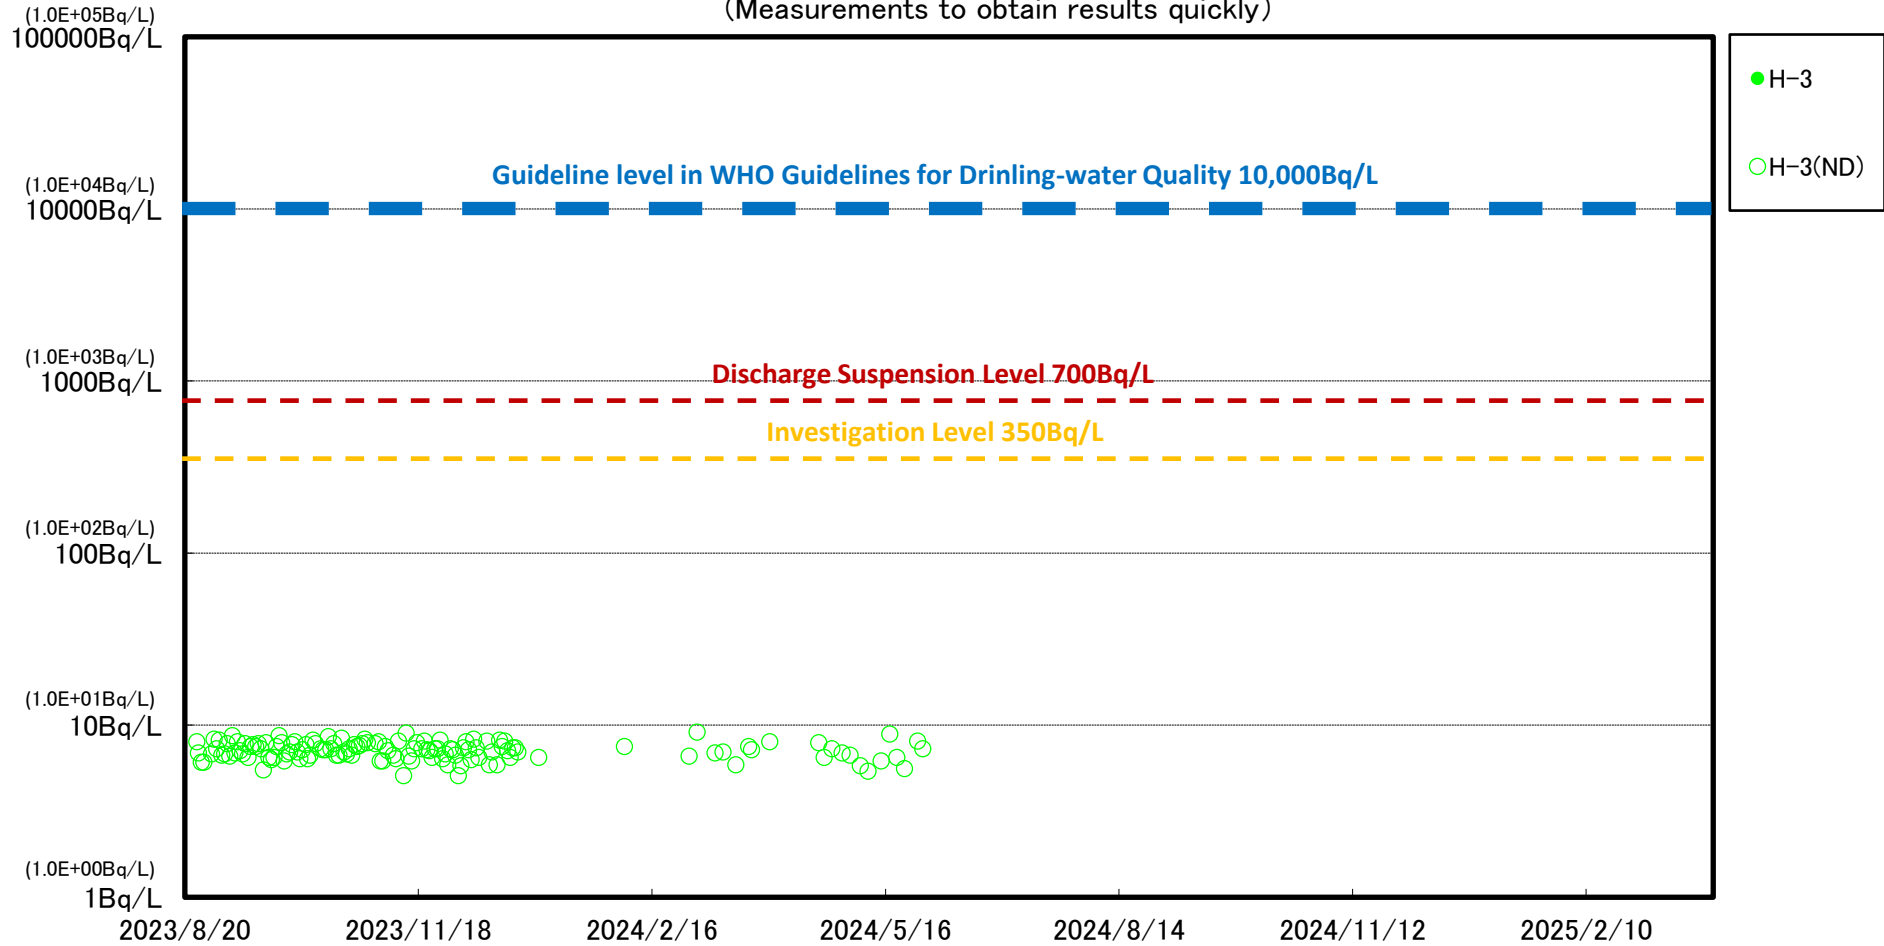 (Measurements to obtain results quickly)
(1.0E+05Bq/L)
100000Bq/L
H-3
H-3(ND)
Guideline level in WHO Guidelines for Drinling-water Quality 10,000Bq/L
(1.0E+04Bq/L)
10000Bq/L
(1.0E+03Bq/L)
1000Bq/L
Discharge Suspension Level 700Bq/L
Investigation Level 350Bq/L
(1.0E+02Bq/L)
100Bq/L
(1.0E+01Bq/L)
10Bq/L
(1.0E+00Bq/L)
1Bq/L
2023/8/20 2023/11/18 2024/2/16 2024/5/16 2024/8/14 2024/11/12 2025/2/10